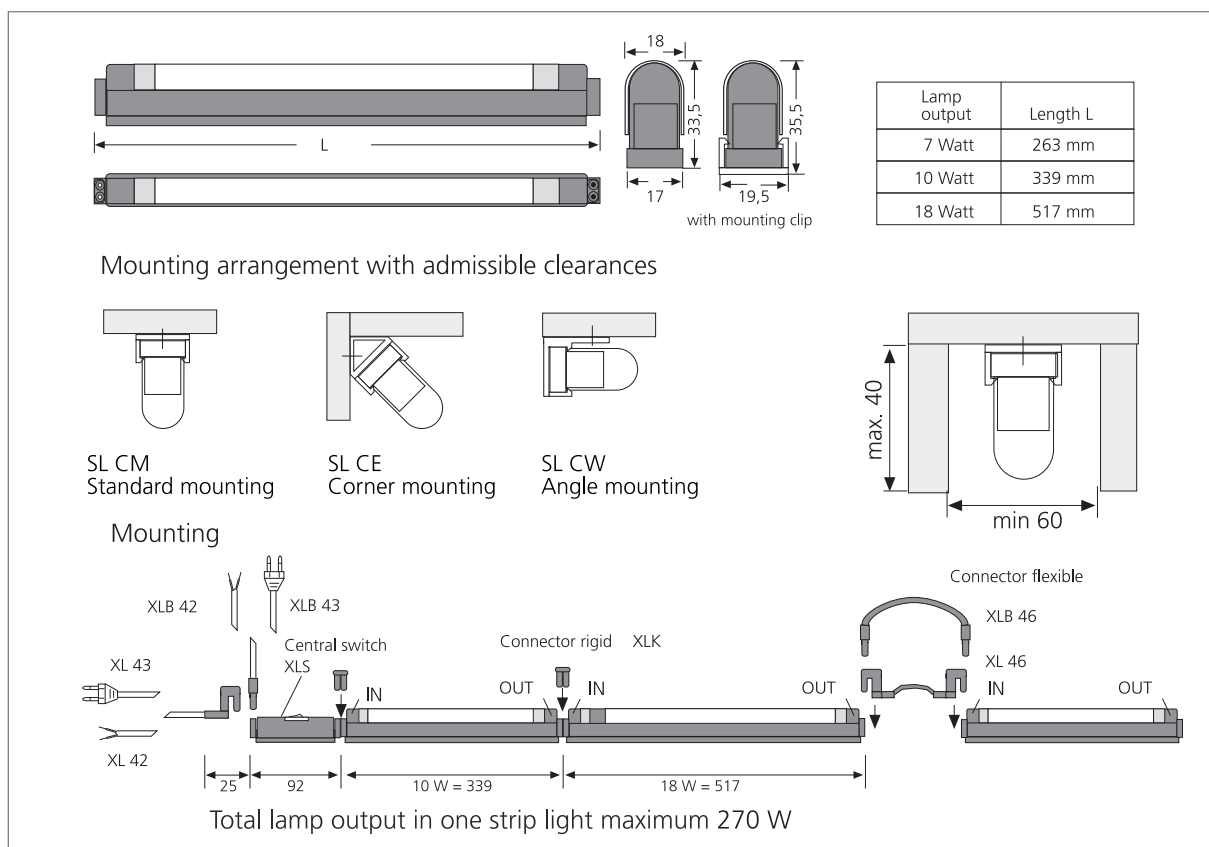 18
33,5
35,5
L
17
19,5
with mounting clip
Lamp output Length L
7 Watt 263 mm
10 Watt 339 mm
18 Watt 517 mm
Mounting arrangement with admissible clearances
SL CM
Standard mounting
SL CE
Corner mounting
SL CW
Angle mounting
max. 40
min 60
Mounting
XLB 42
XLB 43
Central switch
XLS
Connector rigid XLK
Connector flexible
XLB 46
XL 46
XL 43
XL 42
IN
OUT
IN
OUT
IN
OUT
25
92
10 W = 339
18 W = 517
Total lamp output in one strip light maximum 270 W